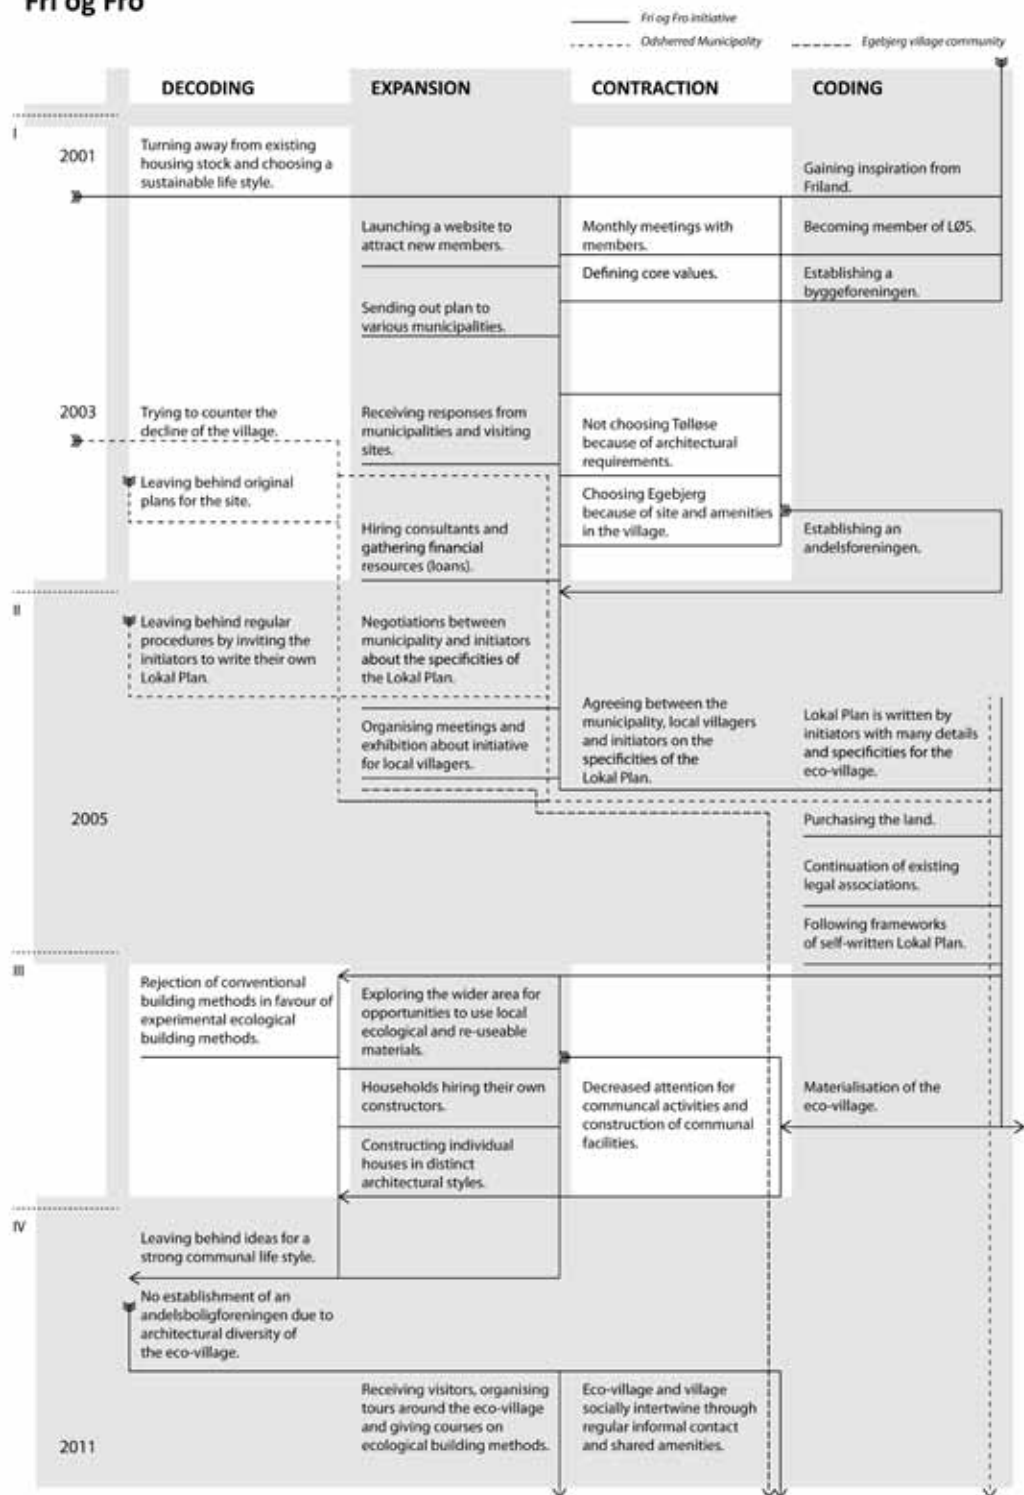 Fri og Fro
Fri og Fro initiative
Odsherred Municipality
Egebjerg village community
DECODING
EXPANSION
CONTRACTION
CODING
I
2001
Turning away from existing
housing stock and choosing a
sustainable life style.
Gaining inspiration from
Friland.
Launching a website to
attract new members.
Monthly meetings with
members.
Becoming member of LØS.
Defining core values.
Establishing a
byggeforeningen.
Sending out plan to
various municipalities.
2003
Trying to counter the
decline of the village.
Receiving responses from
municipalities and visiting
sites.
Not choosing Tølløse
because of architectural
requirements.
Leaving behind original
plans for the site.
Choosing Egebjerg
because of site and amenities
in the village.
Hiring consultants and
gathering financial
resources (loans).
Establishing an
andelsforeningen.
II
Leaving behind regular
procedures by inviting the
initiators to write their own
Lokal Plan.
Negotiations between
municipality and initiators
about the specificities of
the Lokal Plan.
Agreeing between the
municipality, local villagers
and initiators on the
specificities of the
Lokal Plan.
Lokal Plan is written by
initiators with many details
and specificities for the
eco-village.
Organising meetings and
exhibition about initiative
for local villagers.
2005
Purchasing the land.
Continuation of existing
legal associations.
Following frameworks
of self-written Lokal Plan.
III
Rejection of conventional
building methods in favour of
experimental ecological
building methods.
Exploring the wider area for
opportunities to use local
ecological and re-useable
materials.
Households hiring their own
constructors.
Decreased attention for
communcal activities and
construction of communal
facilities.
Materialisation of the
eco-village.
Constructing individual
houses in distinct
architectural styles.
IV
Leaving behind ideas for a
strong communal life style.
No establishment of an
andelsboligforeningen due to
architectural diversity of
the eco-village.
Receiving visitors, organising
tours around the eco-village
and giving courses on
ecological building methods.
Eco-village and village
socially intertwine through
regular informal contact
and shared amenities.
2011